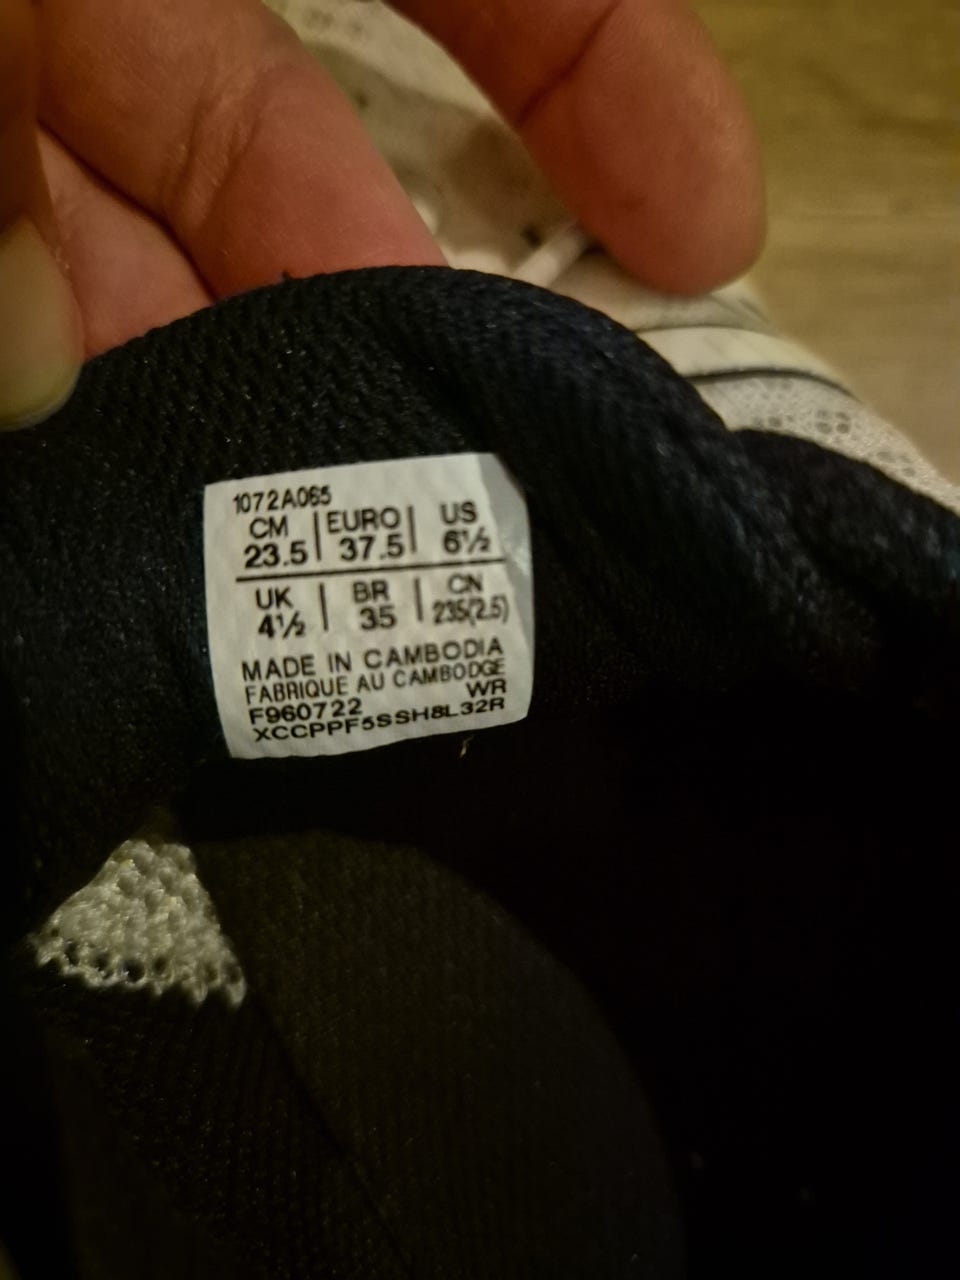 1072A065
CM | EURO | US
23.5 | 37.5 | 6½
UK | BR | CN
4½ | 35 | 235(2.5)
MADE IN CAMBODIA
FABRIQUE AU CAMBODGE
F960722 WR
XCCPPF5SSH8L32R